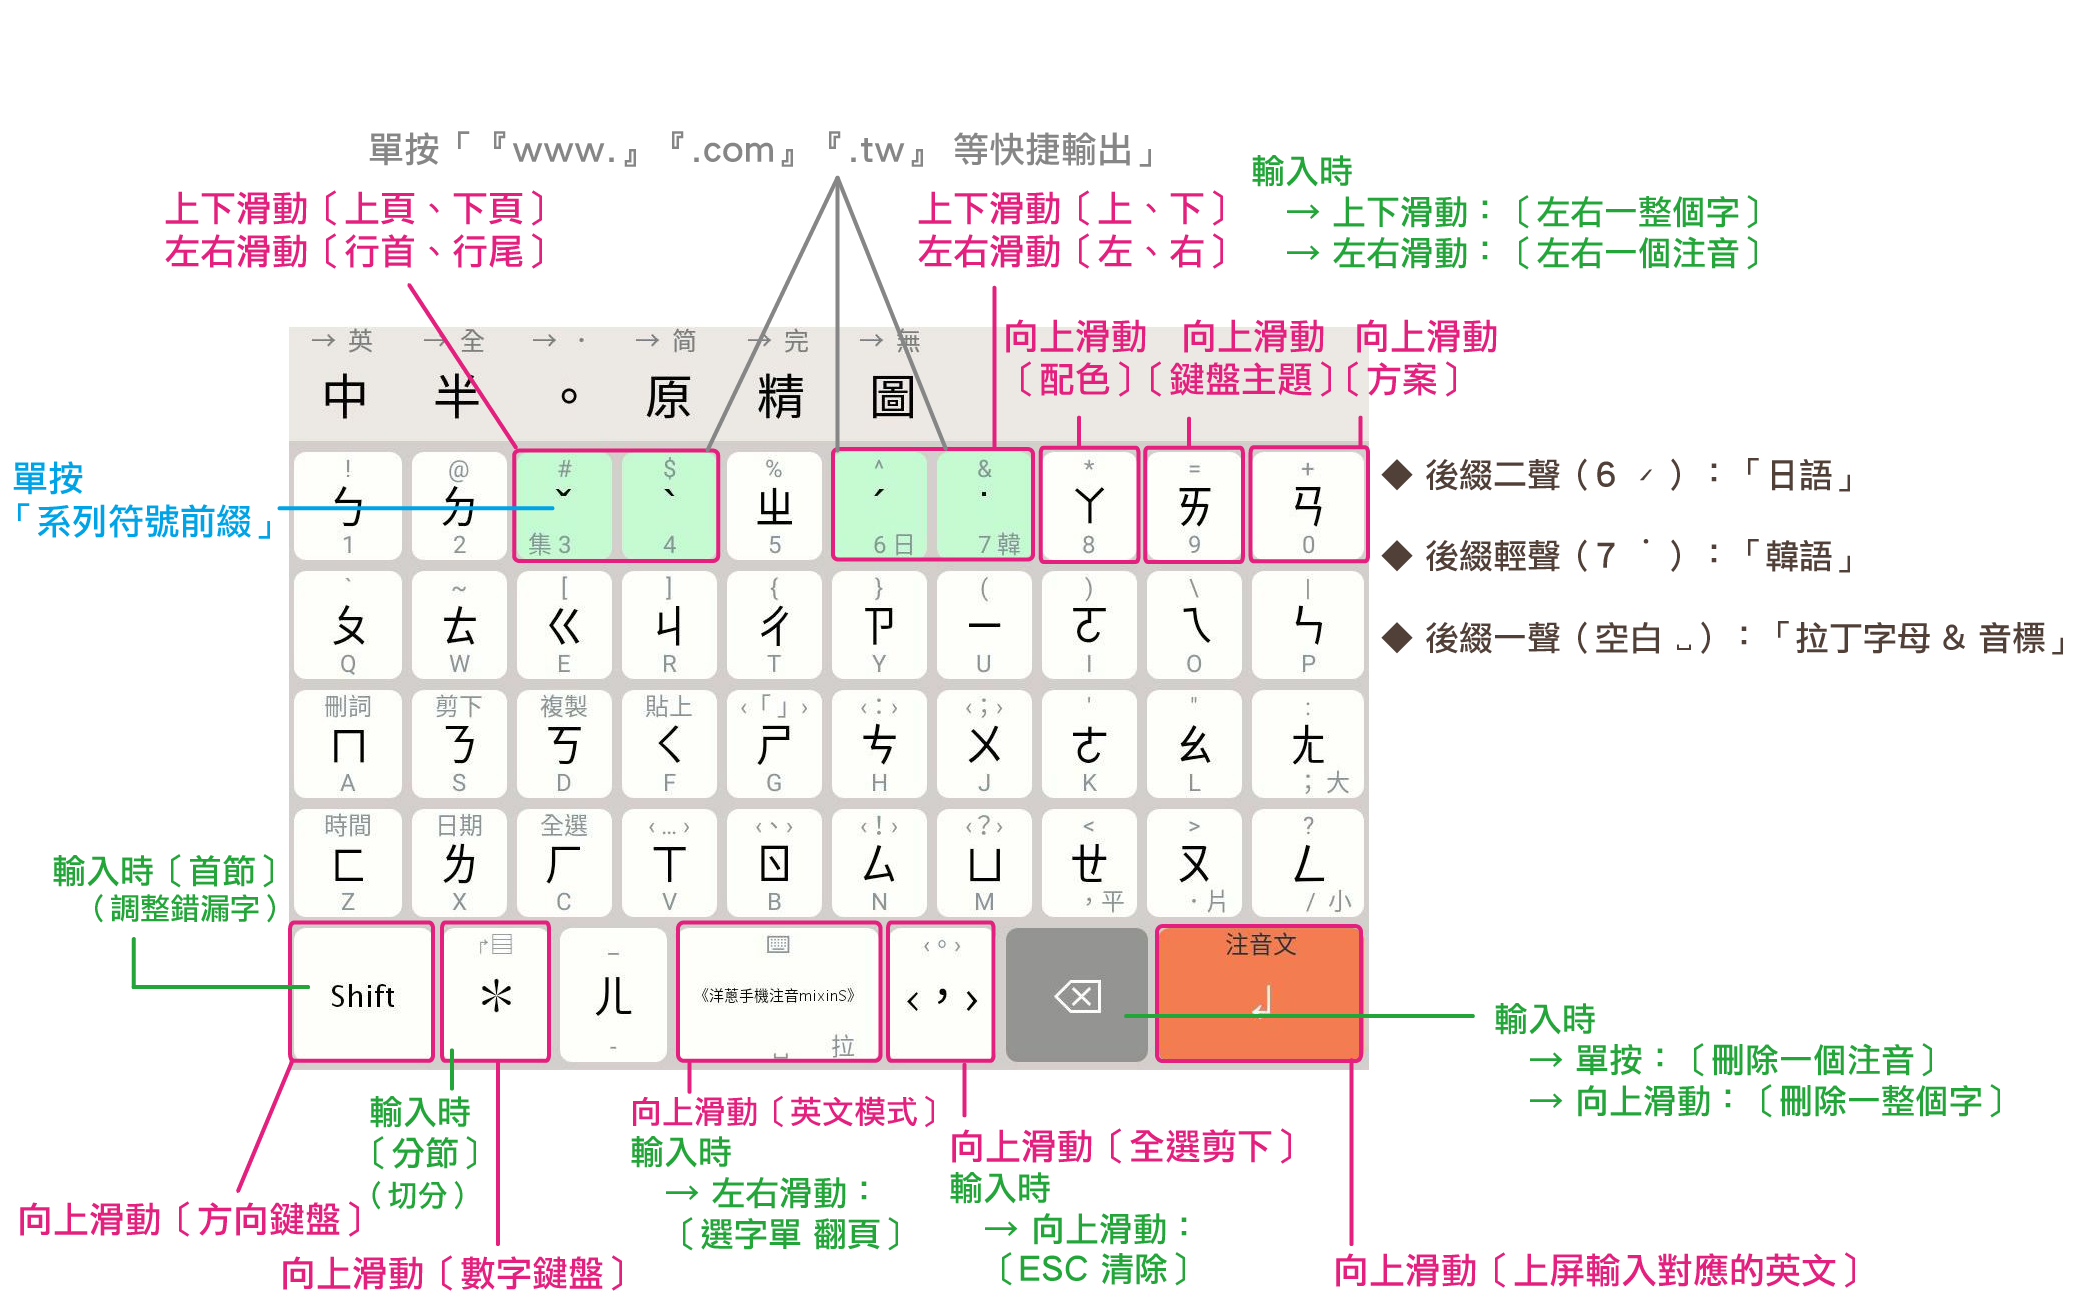 單按「『www.』『.com』『.tw』 等快捷輸出」
上下滑動〔上頁、下頁〕
左右滑動〔行首、行尾〕
上下滑動〔上、下〕
左右滑動〔左、右〕
輸入時
→ 上下滑動：〔左右一整個字〕
→ 左右滑動：〔左右一個注音〕
→ 英 → 全 → · → 简 → 完 → 無
中 半 。 原 精 圖
向上滑動 向上滑動 向上滑動
〔配色〕〔鍵盤主題〕〔方案〕
單按
「系列符號前綴」
! @ # $ % ^ & * = +
ㄅ ㄉ ˇ ˋ ㄓ ˊ ˙ ㄚ ㄞ ㄢ
1 2 集 3 4 5 6 日 7 韓 8 9 0
◆ 後綴二聲（6 ˊ）：「日語」
◆ 後綴輕聲（7 ˙）：「韓語」
◆ 後綴一聲（空白 ␣）：「拉丁字母 & 音標」
` ~ [ ] { } ( ) \ |
ㄆ ㄊ ㄍ ㄐ ㄔ ㄗ ㄧ ㄛ ㄟ ㄣ
Q W E R T Y U I O P
刪詞 剪下 複製 貼上 ‹「」› ‹：› ‹；› ' " :
ㄇ ㄋ ㄎ ㄑ ㄕ ㄘ ㄨ ㄜ ㄠ ㄤ
A S D F G H J K L ; 大
時間 日期 全選 ‹…› ‹、› ‹！› ‹？› < > ?
ㄈ ㄌ ㄏ ㄒ ㄖ ㄙ ㄩ ㄝ ㄡ ㄥ
Z X C V B N M ，平 ·片 / 小
輸入時〔首節〕
（調整錯漏字）
↱▤ _ ⌨ ‹。› 注音文
Shift ＊ ㄦ 《洋蔥手機注音mixinS》 ‹，› ⌫ ↲
- ␣ 拉
輸入時
→ 單按：〔刪除一個注音〕
→ 向上滑動：〔刪除一整個字〕
輸入時
〔分節〕
（切分）
向上滑動〔英文模式〕
輸入時
→ 左右滑動：
〔選字單 翻頁〕
向上滑動〔全選剪下〕
輸入時
→ 向上滑動：
〔ESC 清除〕
向上滑動〔方向鍵盤〕
向上滑動〔數字鍵盤〕
向上滑動〔上屏輸入對應的英文〕